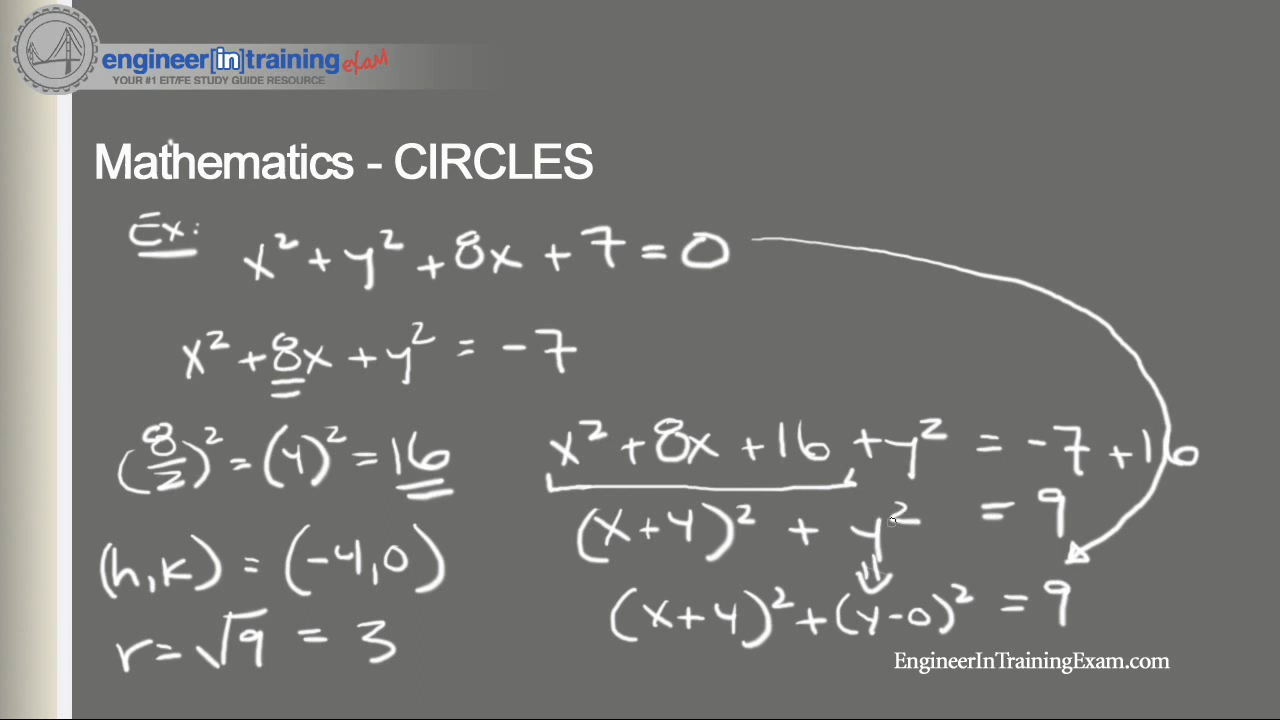 engineer[in]training exam
YOUR #1 EIT/FE STUDY GUIDE RESOURCE
Mathematics - CIRCLES
Ex: x² + y² + 8x + 7 = 0
x² + 8x + y² = -7
(8/2)² = (4)² = 16
x² + 8x + 16 + y² = -7 + 16
(x+4)² + y² = 9
(h,k) = (-4,0)
(x+4)² + (y-0)² = 9
r = √9 = 3
EngineerInTrainingExam.com